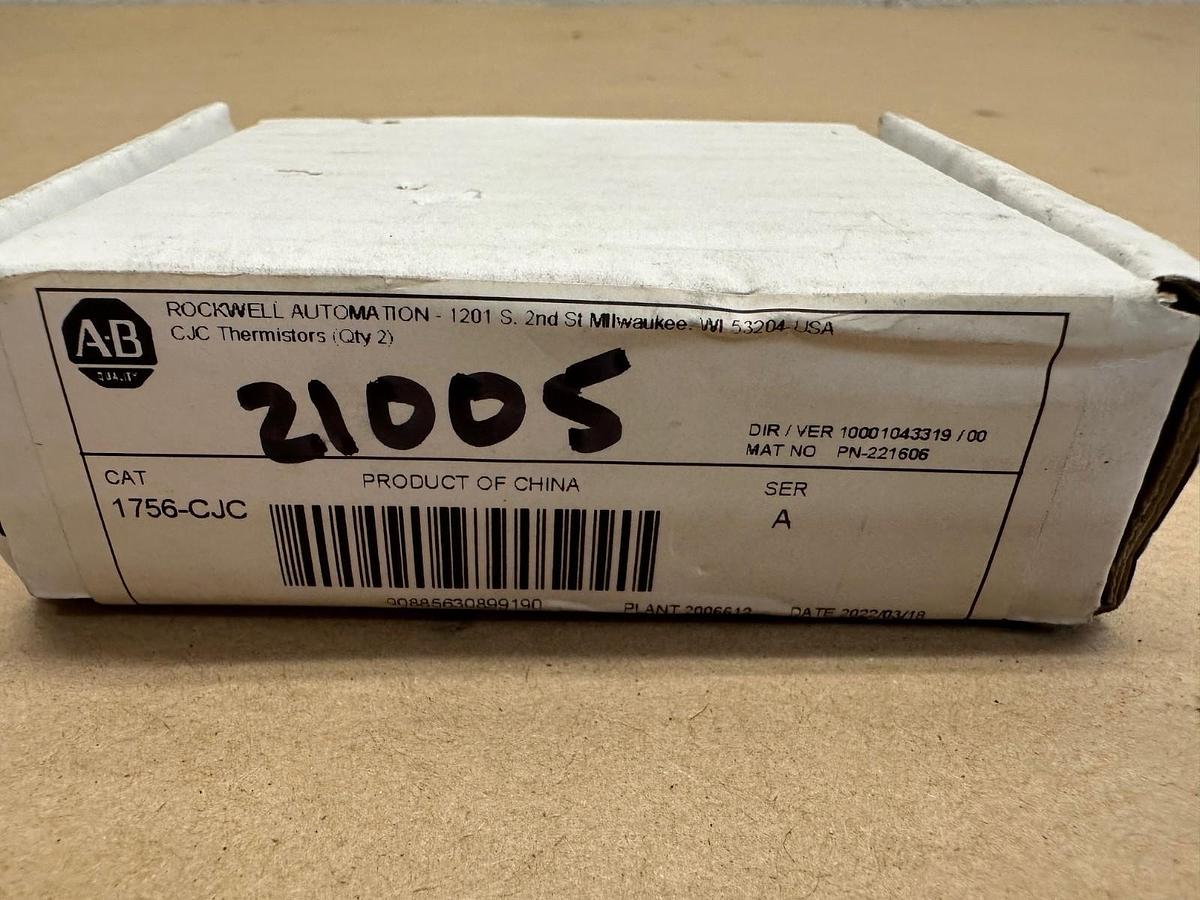 A-B
QUALITY
ROCKWELL AUTOMATION - 1201 S. 2nd St Milwaukee, WI 53204 USA
CJC Thermistors (Qty 2)
21005
DIR / VER 10001043319 / 00
MAT NO PN-221606
CAT
1756-CJC
PRODUCT OF CHINA
SER
A
90885630899190
PLANT 2006612
DATE 2022/03/18